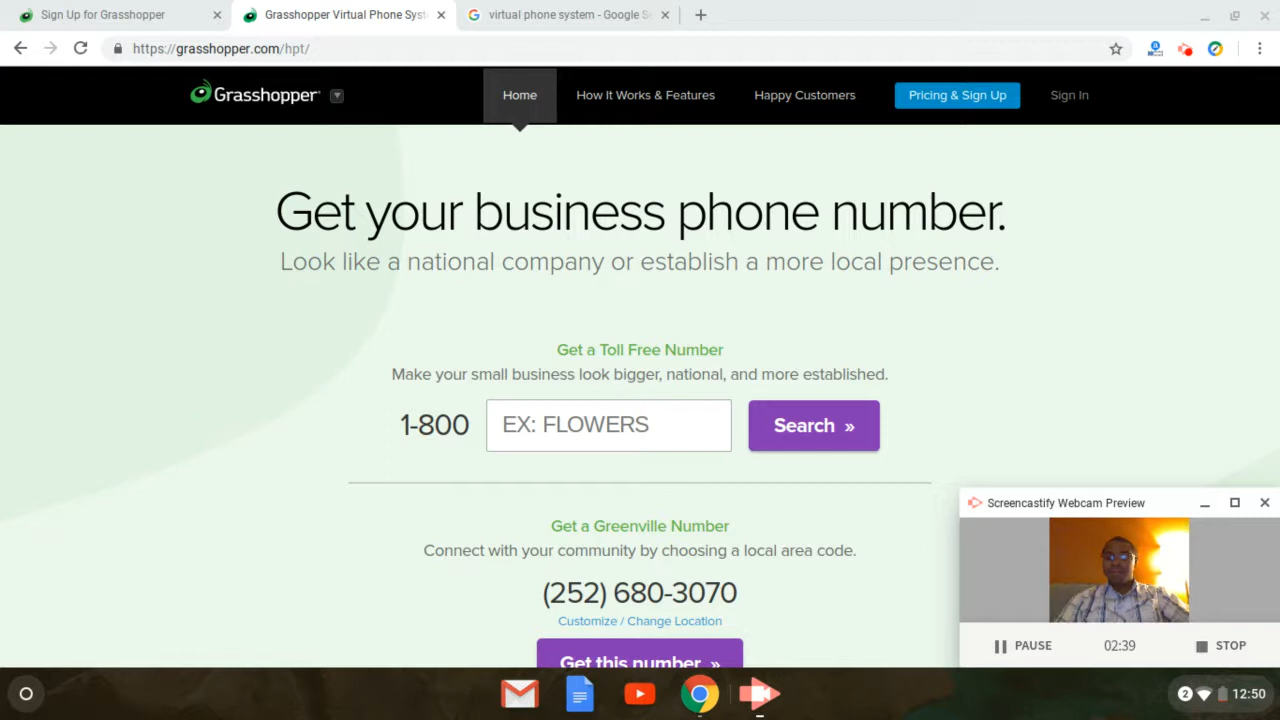 Sign Up for Grasshopper
Grasshopper Virtual Phone Syst
virtual phone system - Google Se
https://grasshopper.com/hpt/
Grasshopper
Home
How It Works & Features
Happy Customers
Pricing & Sign Up
Sign In
Get your business phone number.
Look like a national company or establish a more local presence.
Get a Toll Free Number
Make your small business look bigger, national, and more established.
1-800
EX: FLOWERS
Search »
Get a Greenville Number
Connect with your community by choosing a local area code.
(252) 680-3070
Customize / Change Location
Get this number »
Screencastify Webcam Preview
PAUSE
02:39
STOP
2
12:50